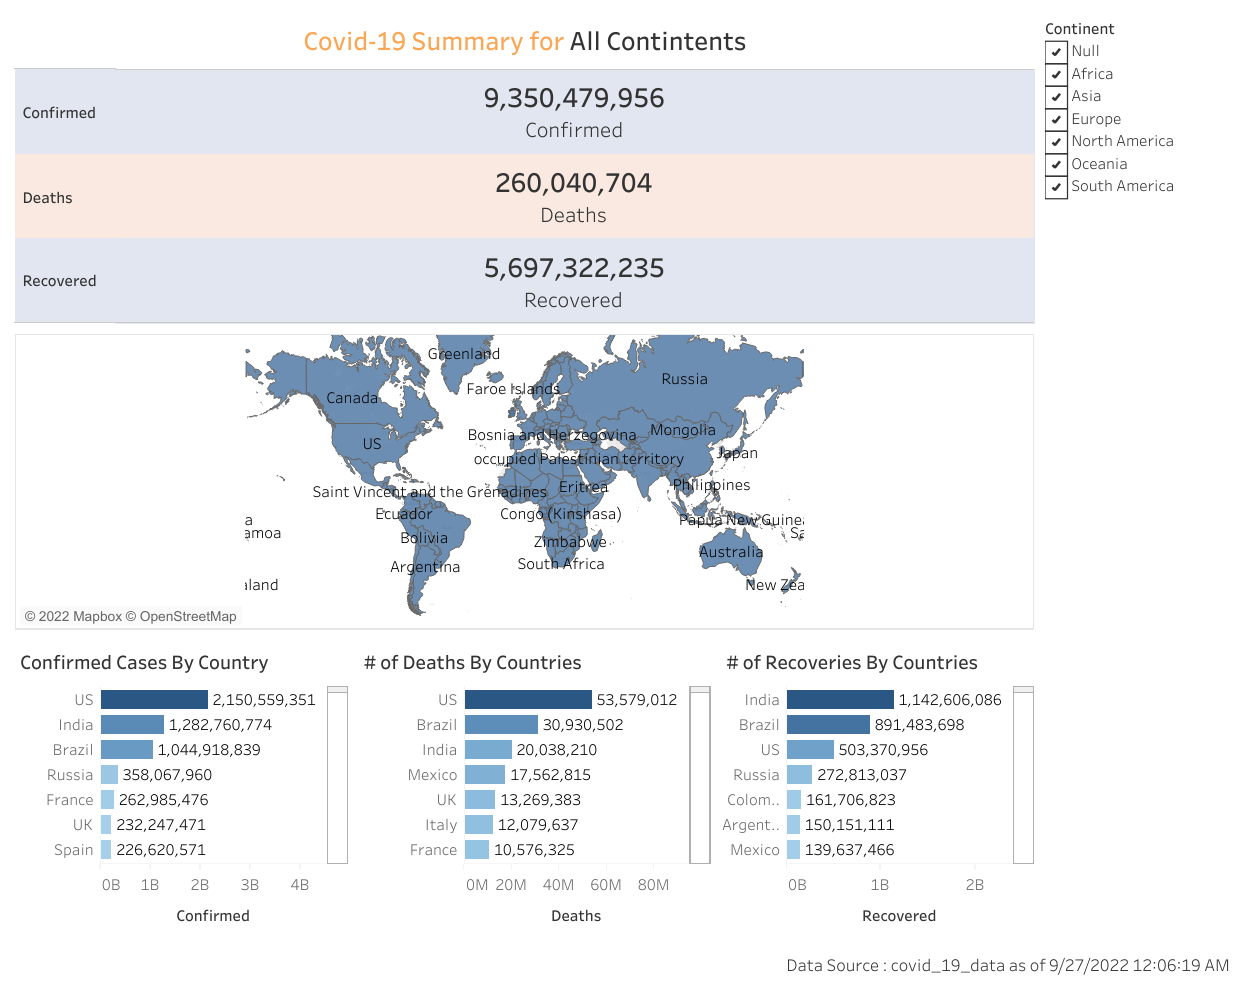 Covid-19 Summary for All Contintents
Continent
Null
Africa
Asia
Europe
North America
Oceania
South America
Confirmed
9,350,479,956
Confirmed
Deaths
260,040,704
Deaths
Recovered
5,697,322,235
Recovered
Greenland
Russia
Faroe Islands
Canada
Mongolia
Bosnia and Herzegovina
US
Japan
occupied Palestinian territory
Philippines
Eritrea
Saint Vincent and the Grenadines
Ecuador
Congo (Kinshasa)
Papua New Guinea
a
amoa
Sa
Bolivia
Zimbabwe
Australia
South Africa
Argentina
aland
New Zea
© 2022 Mapbox © OpenStreetMap
Confirmed Cases By Country
US 2,150,559,351
India 1,282,760,774
Brazil 1,044,918,839
Russia 358,067,960
France 262,985,476
UK 232,247,471
Spain 226,620,571
0B 1B 2B 3B 4B
Confirmed
# of Deaths By Countries
US 53,579,012
Brazil 30,930,502
India 20,038,210
Mexico 17,562,815
UK 13,269,383
Italy 12,079,637
France 10,576,325
0M 20M 40M 60M 80M
Deaths
# of Recoveries By Countries
India 1,142,606,086
Brazil 891,483,698
US 503,370,956
Russia 272,813,037
Colom.. 161,706,823
Argent.. 150,151,111
Mexico 139,637,466
0B 1B 2B
Recovered
Data Source : covid_19_data as of 9/27/2022 12:06:19 AM